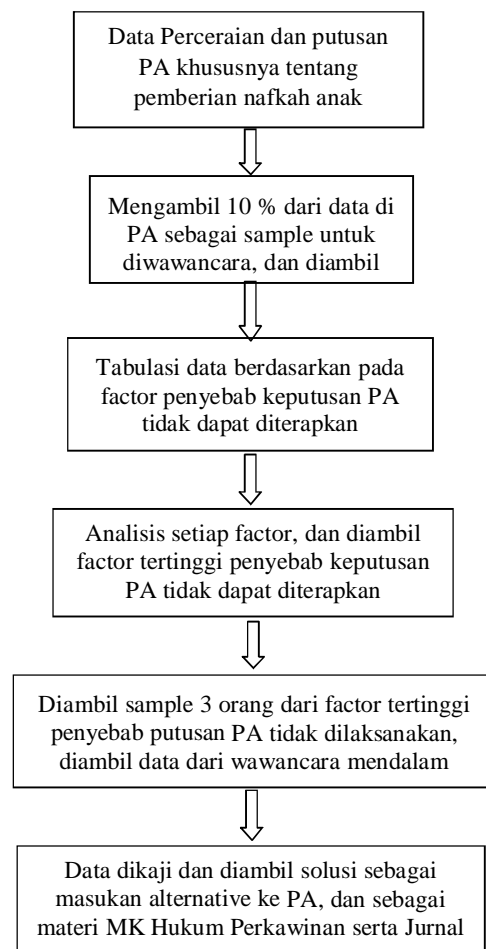 Data Perceraian dan putusan
PA khususnya tentang
pemberian nafkah anak
Mengambil 10 % dari data di
PA sebagai sample untuk
diwawancara, dan diambil
Tabulasi data berdasarkan pada
factor penyebab keputusan PA
tidak dapat diterapkan
Analisis setiap factor, dan diambil
factor tertinggi penyebab keputusan
PA tidak dapat diterapkan
Diambil sample 3 orang dari factor tertinggi
penyebab putusan PA tidak dilaksanakan,
diambil data dari wawancara mendalam
Data dikaji dan diambil solusi sebagai
masukan alternative ke PA, dan sebagai
materi MK Hukum Perkawinan serta Jurnal